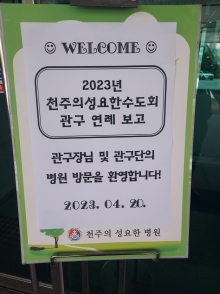 WELCOME
2023년
천주의성요한수도회
관구 연례 보고
관구장님 및 관구단의
병원 방문을 환영합니다!
2023. 04. 20.
천주의 성요한 병원